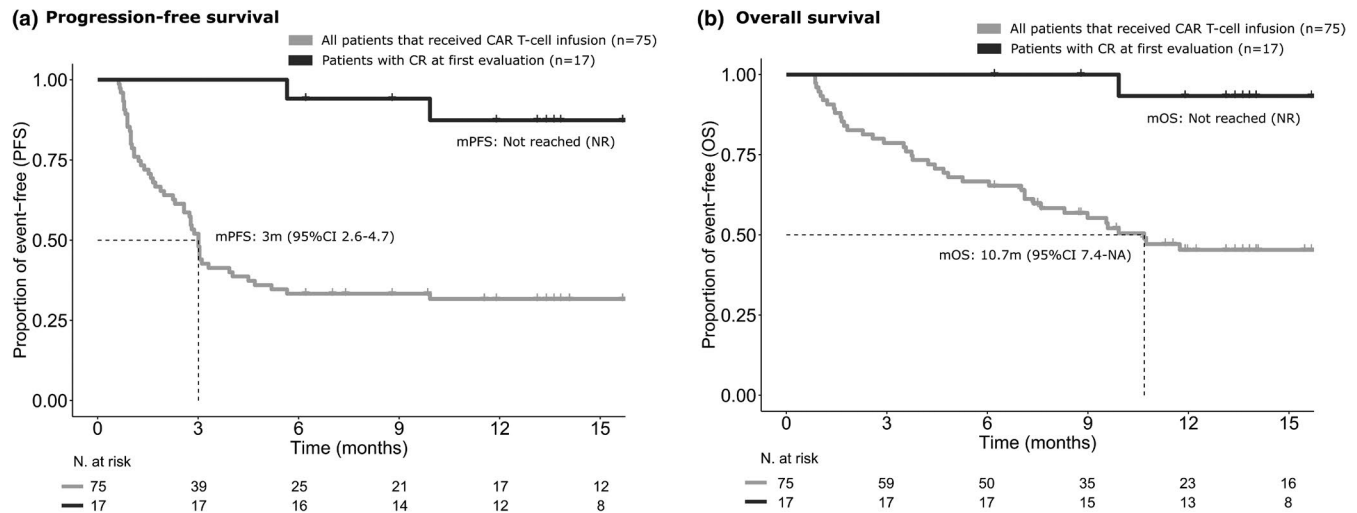 (a) Progression-free survival
All patients that received CAR T-cell infusion (n=75)
Patients with CR at first evaluation (n=17)
Proportion of event-free (PFS)
1.00
0.75
0.50
0.25
0.00
mPFS: Not reached (NR)
mPFS: 3m (95%CI 2.6-4.7)
0 3 6 9 12 15
Time (months)
N. at risk
75 39 25 21 17 12
17 17 16 14 12 8
(b) Overall survival
All patients that received CAR T-cell infusion (n=75)
Patients with CR at first evaluation (n=17)
Proportion of event-free (OS)
1.00
0.75
0.50
0.25
0.00
mOS: Not reached (NR)
mOS: 10.7m (95%CI 7.4-NA)
0 3 6 9 12 15
Time (months)
N. at risk
75 59 50 35 23 16
17 17 17 15 13 8